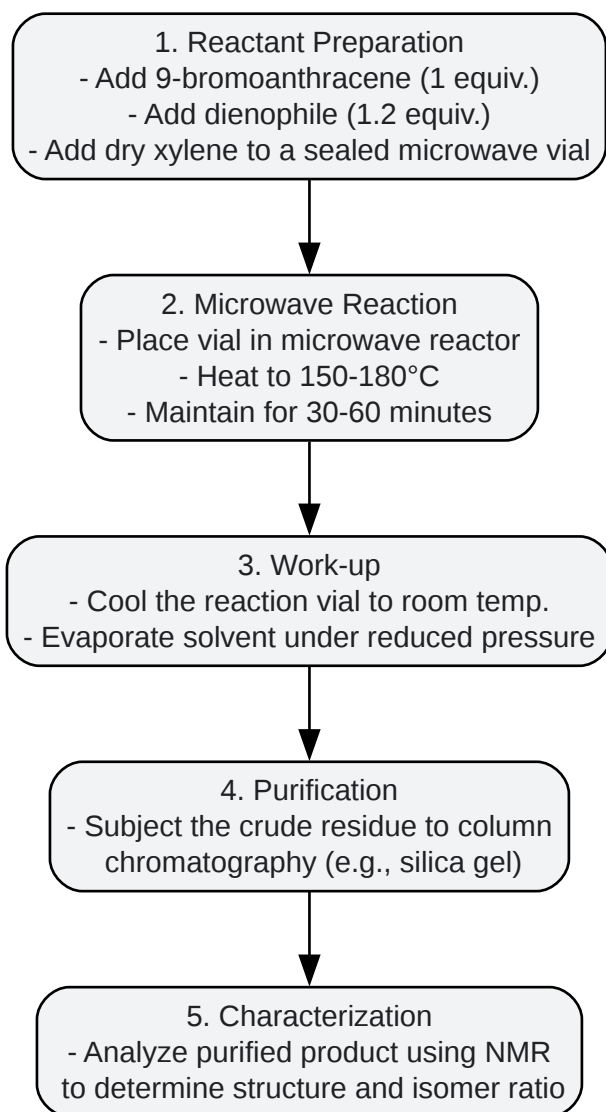 1. Reactant Preparation
- Add 9-bromoanthracene (1 equiv.)
- Add dienophile (1.2 equiv.)
- Add dry xylene to a sealed microwave vial
2. Microwave Reaction
- Place vial in microwave reactor
- Heat to 150-180°C
- Maintain for 30-60 minutes
3. Work-up
- Cool the reaction vial to room temp.
- Evaporate solvent under reduced pressure
4. Purification
- Subject the crude residue to column
chromatography (e.g., silica gel)
5. Characterization
- Analyze purified product using NMR
to determine structure and isomer ratio